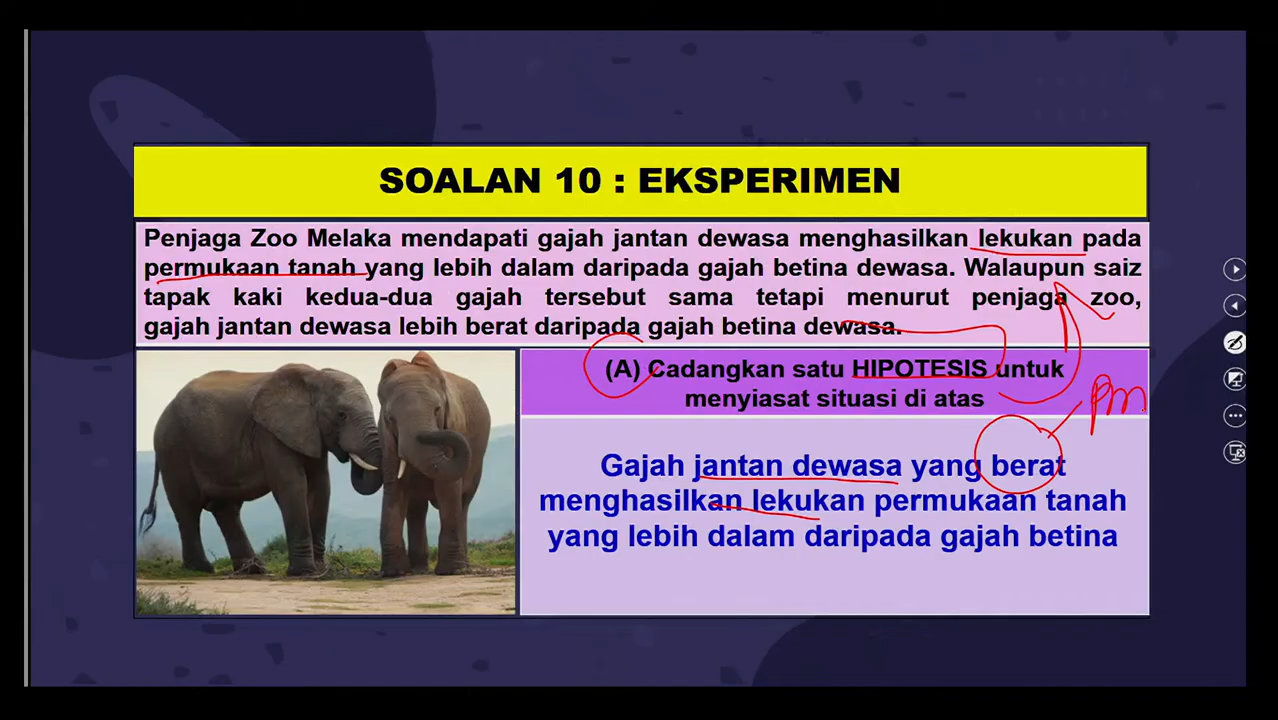 SOALAN 10 : EKSPERIMEN
Penjaga Zoo Melaka mendapati gajah jantan dewasa menghasilkan lekukan pada
permukaan tanah yang lebih dalam daripada gajah betina dewasa. Walaupun saiz
tapak kaki kedua-dua gajah tersebut sama tetapi menurut penjaga zoo,
gajah jantan dewasa lebih berat daripada gajah betina dewasa.
(A) Cadangkan satu HIPOTESIS untuk
menyiasat situasi di atas
Pm
Gajah jantan dewasa yang berat
menghasilkan lekukan permukaan tanah
yang lebih dalam daripada gajah betina